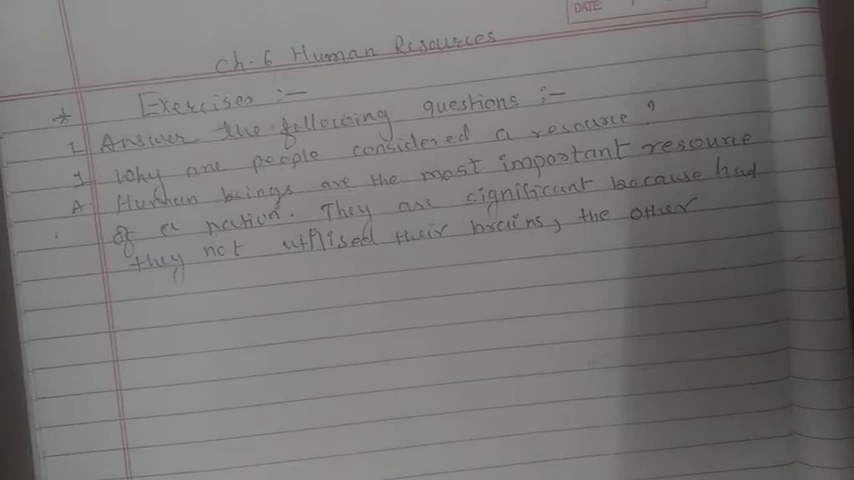 DATE:
Ch. 6 Human Resources
* Exercises :-
1 Answer the following questions :-
1 Why are people considered a resource?
A. Human beings are the most important resource
of a nation. They are significant because had
they not utilised their brains, the other